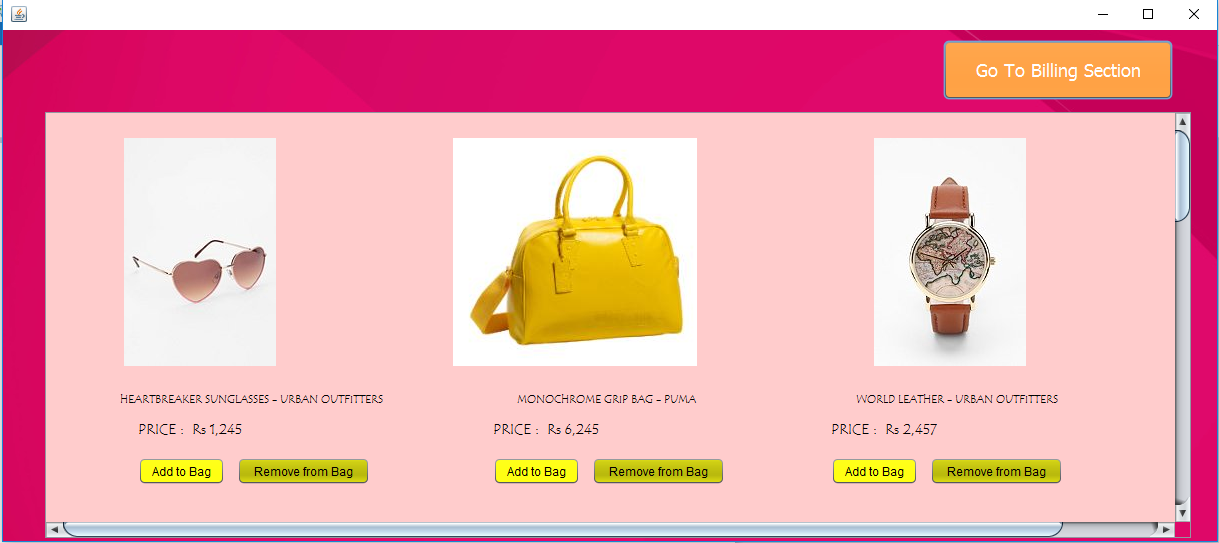 Go To Billing Section
HEARTBREAKER SUNGLASSES - URBAN OUTFITTERS
PRICE : Rs 1,245
Add to Bag Remove from Bag
MONOCHROME GRIP BAG - PUMA
PRICE : Rs 6,245
Add to Bag Remove from Bag
WORLD LEATHER - URBAN OUTFITTERS
PRICE : Rs 2,457
Add to Bag Remove from Bag